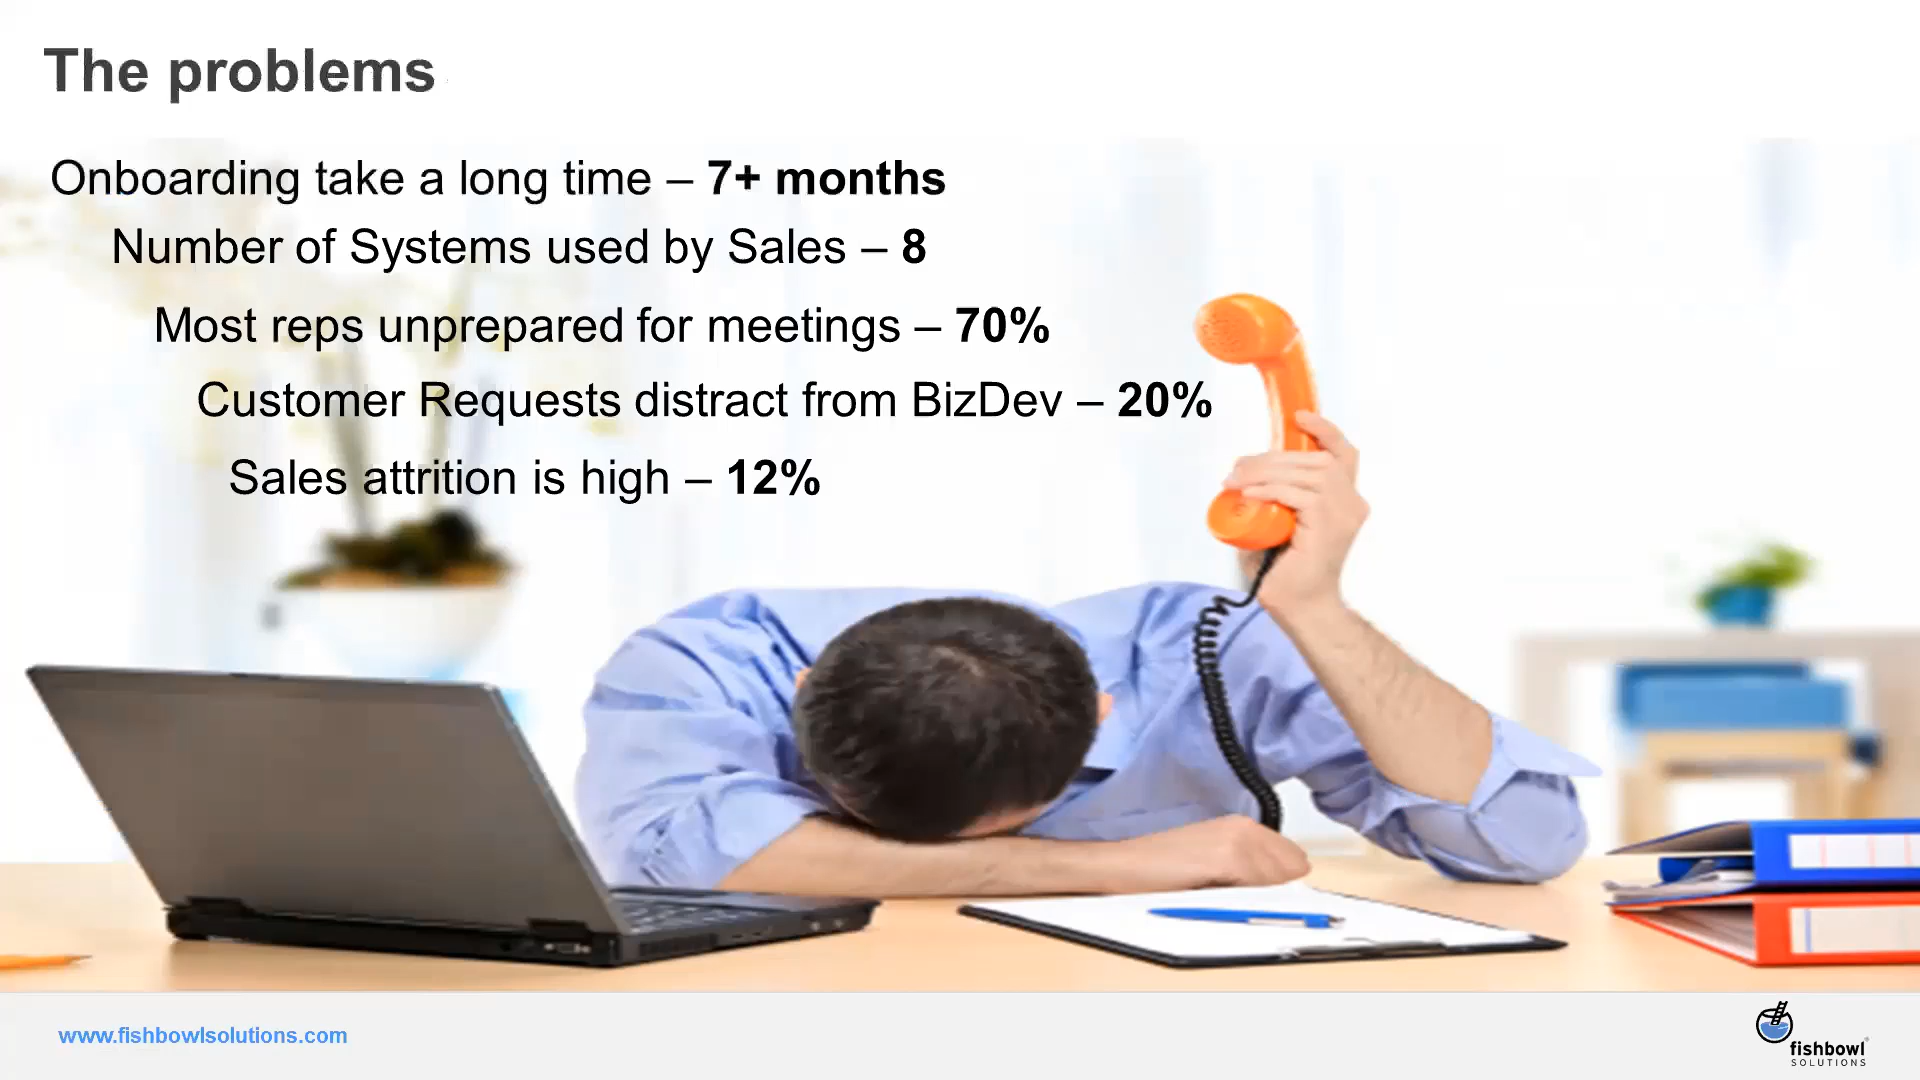 The problems
Onboarding take a long time – 7+ months
Number of Systems used by Sales – 8
Most reps unprepared for meetings – 70%
Customer Requests distract from BizDev – 20%
Sales attrition is high – 12%
www.fishbowlsolutions.com
fishbowl
SOLUTIONS